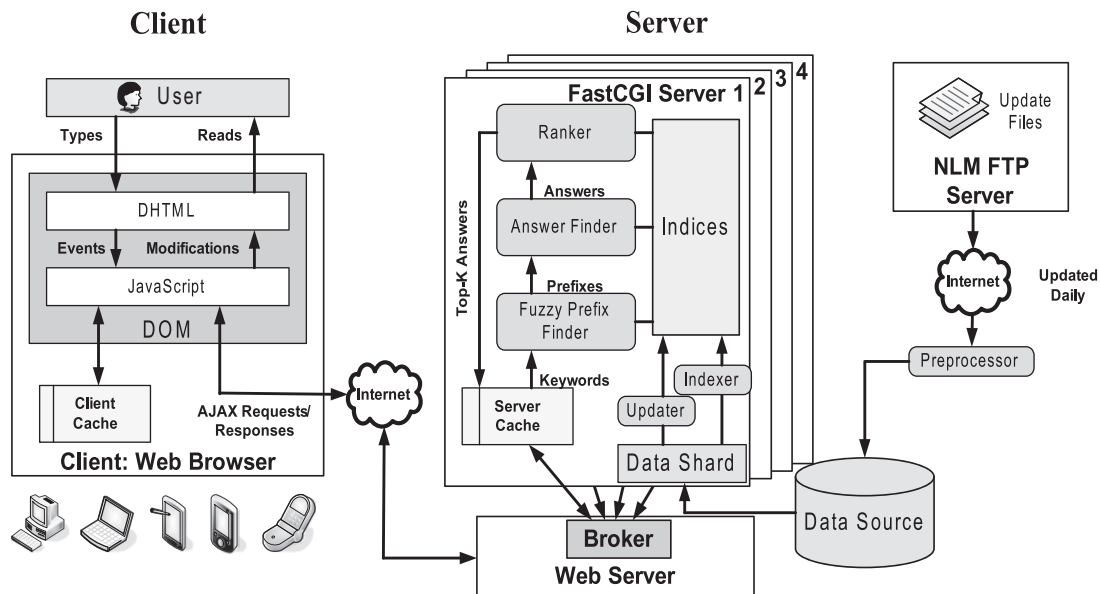 Client
Server
User
Types
Reads
DHTML
Events
Modifications
JavaScript
DOM
Client
Cache
AJAX Requests/
Responses
Client: Web Browser
Internet
FastCGI Server 1
2
3
4
Ranker
Answers
Answer Finder
Prefixes
Fuzzy Prefix
Finder
Keywords
Top-K Answers
Server
Cache
Indices
Updater
Indexer
Data Shard
Broker
Web Server
Update
Files
NLM FTP
Server
Internet
Updated
Daily
Preprocessor
Data Source